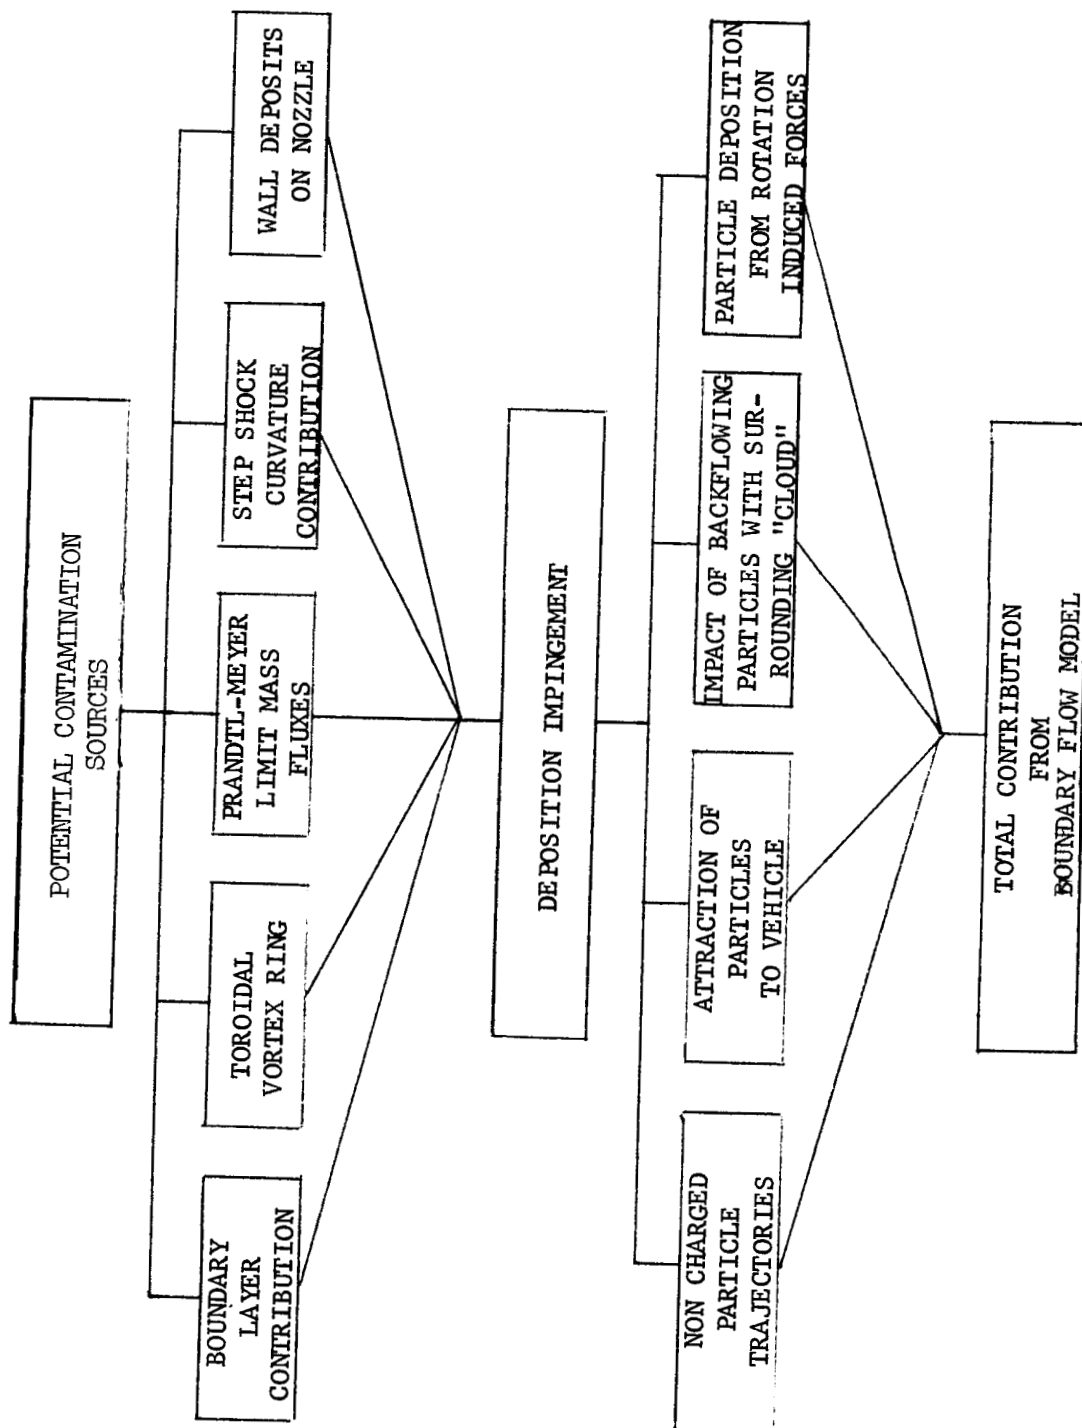 POTENTIAL CONTAMINATION
SOURCES
BOUNDARY
LAYER
CONTRIBUTION
TOROIDAL
VORTEX RING
PRANDTL-MEYER
LIMIT MASS
FLUXES
STEP SHOCK
CURVATURE
CONTRIBUTION
WALL DEPOSITS
ON NOZZLE
DEPOSITION IMPINGEMENT
NON CHARGED
PARTICLE
TRAJECTORIES
ATTRACTION OF
PARTICLES
TO VEHICLE
IMPACT OF BACKFLOWING
PARTICLES WITH SUR-
ROUNDING "CLOUD"
PARTICLE DEPOSITION
FROM ROTATION
INDUCED FORCES
TOTAL CONTRIBUTION
FROM
BOUNDARY FLOW MODEL